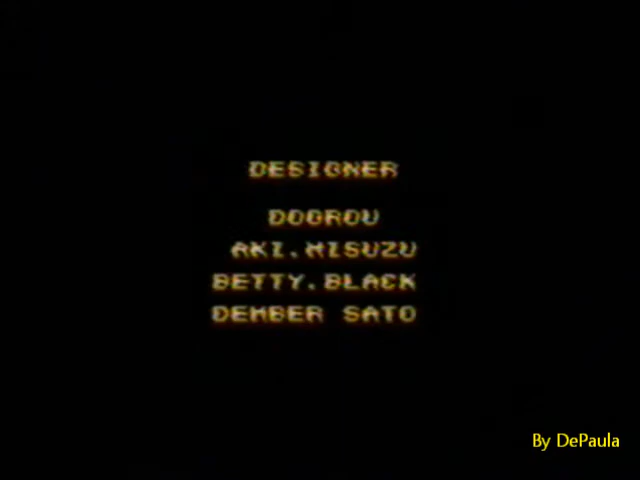 DESIGNER
DOGROU
AKI.MISUZU
BETTY.BLACK
DEMBER SATO
By DePaula